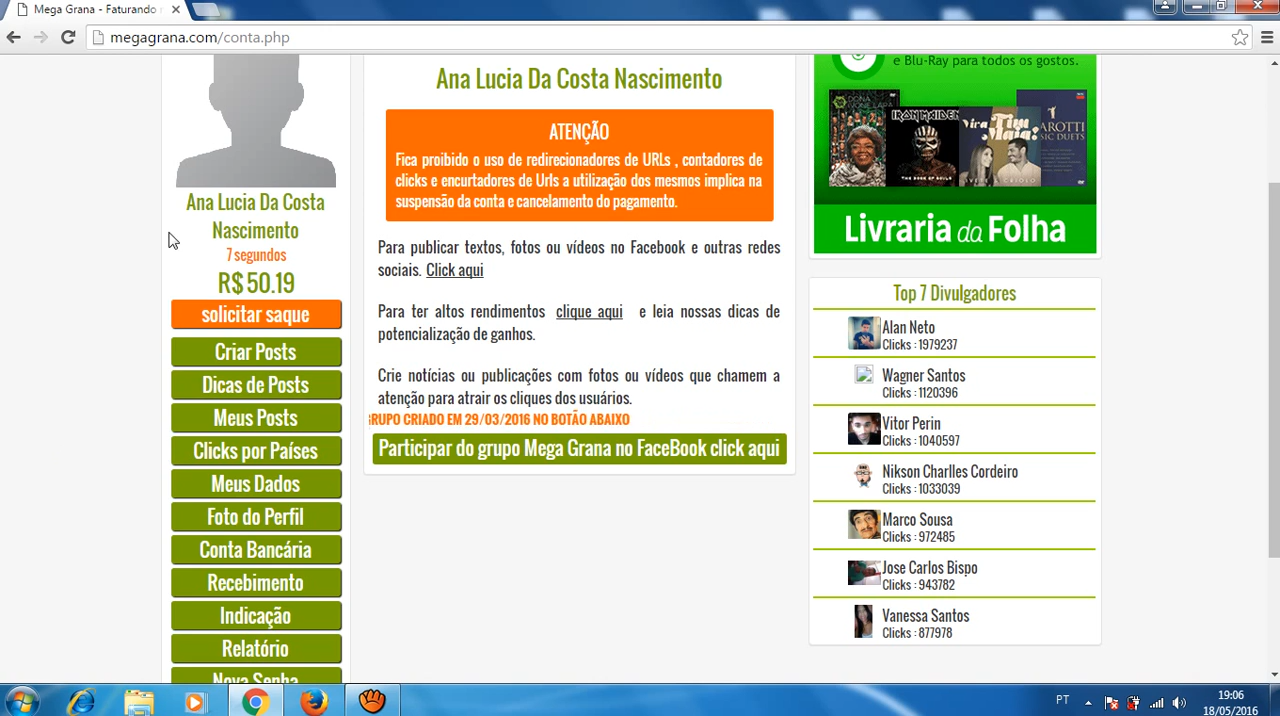 Mega Grana - Faturando
megagrana.com/conta.php
Ana Lucia Da Costa
Nascimento
7 segundos
R$ 50.19
solicitar saque
Criar Posts
Dicas de Posts
Meus Posts
Clicks por Países
Meus Dados
Foto do Perfil
Conta Bancária
Recebimento
Indicação
Relatório
Nova Senha
Ana Lucia Da Costa Nascimento
ATENÇÃO
Fica proibido o uso de redirecionadores de URLs , contadores de
clicks e encurtadores de Urls a utilização dos mesmos implica na
suspensão da conta e cancelamento do pagamento.
Para publicar textos, fotos ou vídeos no Facebook e outras redes
sociais. Click aqui
Para ter altos rendimentos clique aqui e leia nossas dicas de
potencialização de ganhos.
Crie notícias ou publicações com fotos ou vídeos que chamem a
atenção para atrair os cliques dos usuários.
GRUPO CRIADO EM 29/03/2016 NO BOTÃO ABAIXO
Participar do grupo Mega Grana no FaceBook click aqui
e Blu-Ray para todos os gostos.
IRON MAIDEN
Viva Tim
Maia!
Livraria da Folha
Top 7 Divulgadores
Alan Neto
Clicks : 1979237
Wagner Santos
Clicks : 1120396
Vitor Perin
Clicks : 1040597
Nikson Charlles Cordeiro
Clicks : 1033039
Marco Sousa
Clicks : 972485
Jose Carlos Bispo
Clicks : 943782
Vanessa Santos
Clicks : 877978
PT
19:06
18/05/2016